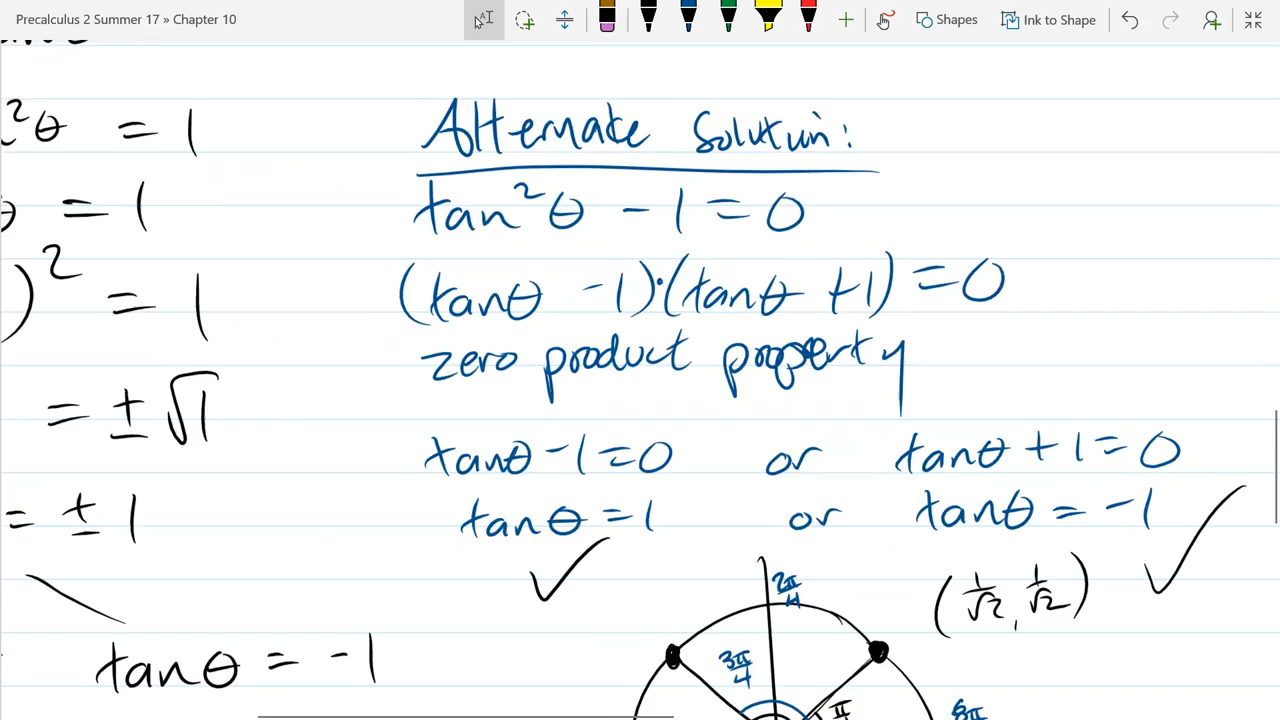 Precalculus 2 Summer 17 » Chapter 10
Shapes
Ink to Shape
²θ = 1
θ = 1
)² = 1
= ± √1
= ± 1
tanθ = -1
Alternate Solution:
tan²θ - 1 = 0
(tanθ - 1)·(tanθ + 1) = 0
zero product property
tanθ - 1 = 0 or tanθ + 1 = 0
tanθ = 1 or tanθ = -1
(1/√2, 1/√2)
2π/4
3π/4
π
8π